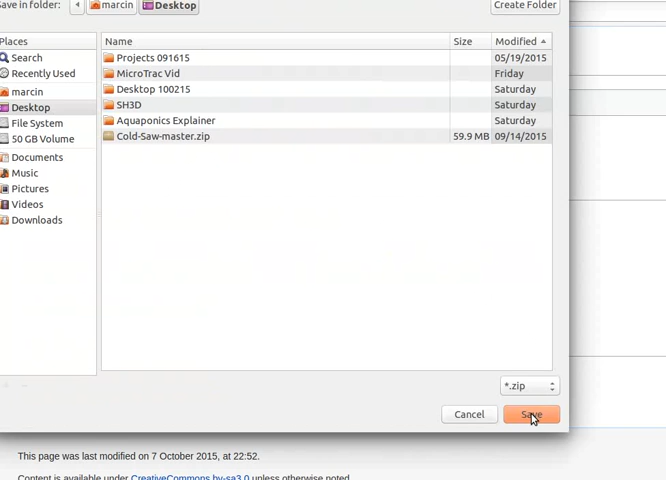 Save in folder: marcin Desktop Create Folder
Places Name Size Modified
Search Projects 091615 05/19/2015
Recently Used MicroTrac Vid Friday
marcin Desktop 100215 Saturday
Desktop SH3D Saturday
File System Aquaponics Explainer Saturday
50 GB Volume Cold-Saw-master.zip 59.9 MB 09/14/2015
Documents
Music
Pictures
Videos
Downloads
*.zip
Cancel Save
This page was last modified on 7 October 2015, at 22:52.
Content is available under CreativeCommons by-sa3.0 unless otherwise noted.